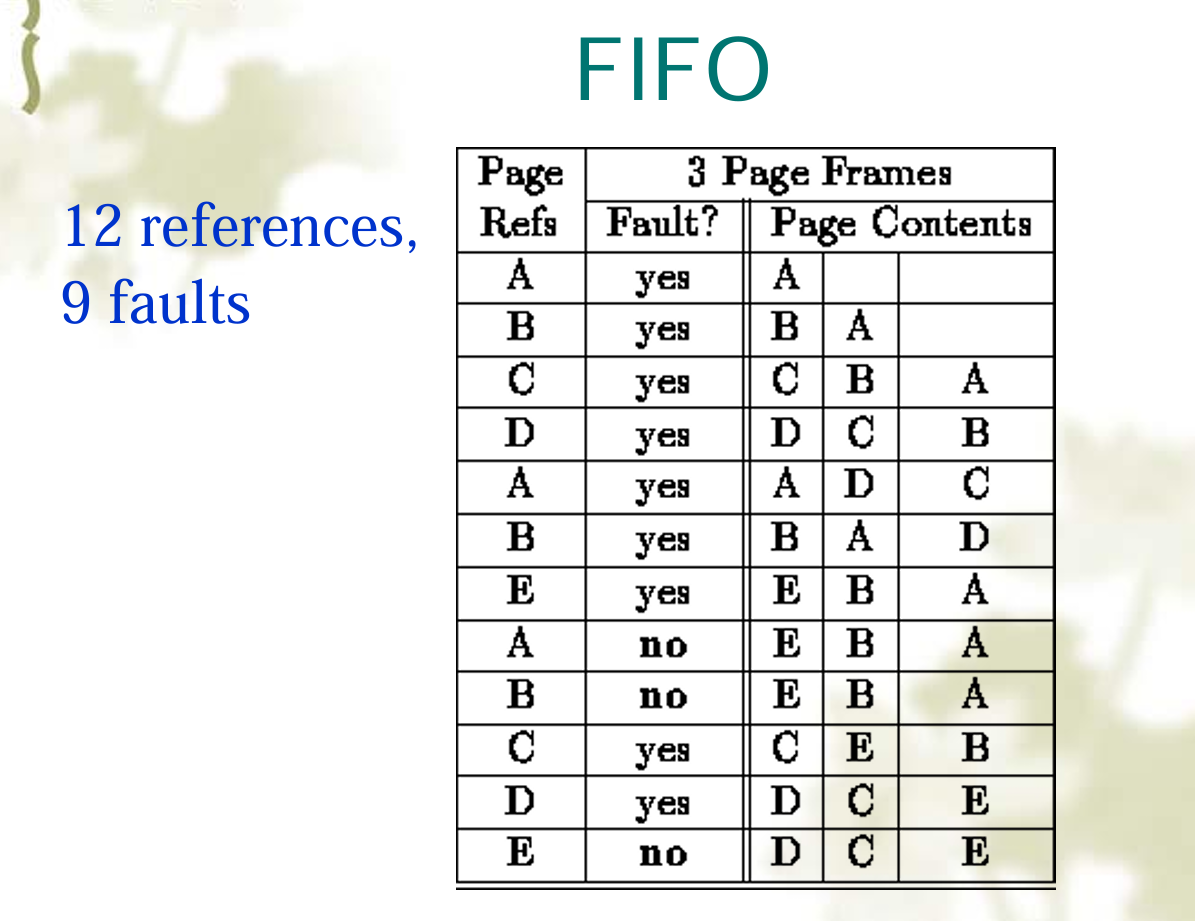 FIFO
12 references,
9 faults
Page Refs 3 Page Frames
Fault? Page Contents
A yes A
B yes B A
C yes C B A
D yes D C B
A yes A D C
B yes B A D
E yes E B A
A no E B A
B no E B A
C yes C E B
D yes D C E
E no D C E